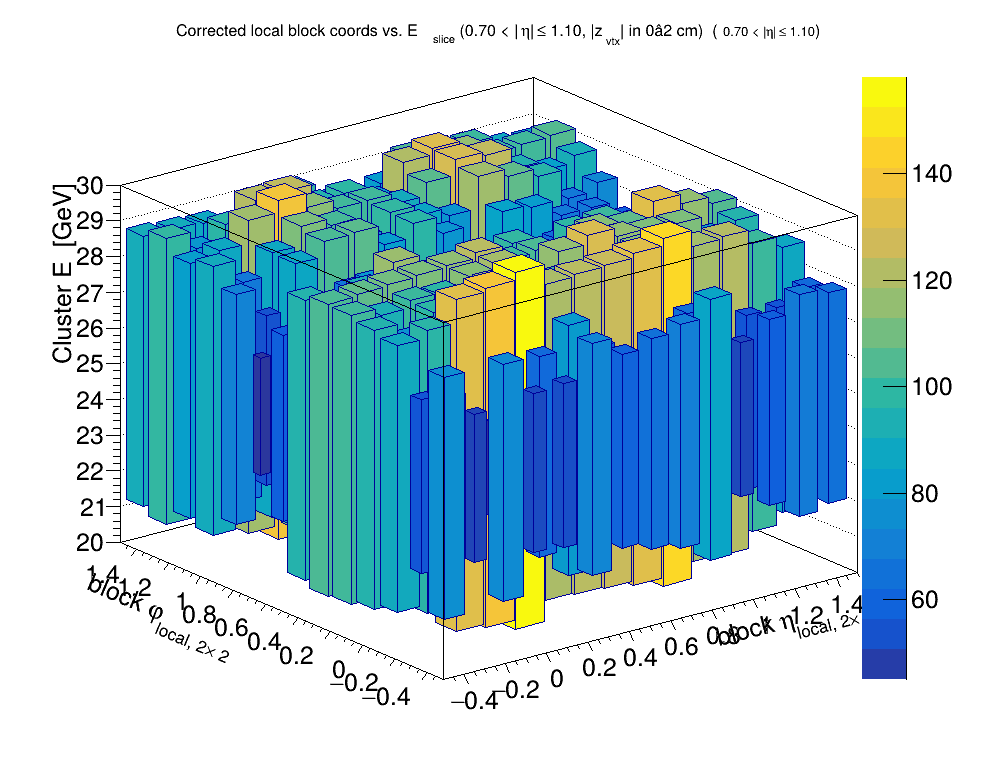 Corrected local block coords vs. E slice (0.70 < |η| ≤ 1.10, |z vtx| in 0â2 cm) ( 0.70 < |η| ≤ 1.10)
Cluster E [GeV]
30
29
28
27
26
25
24
23
22
21
20
1.4 1.2 1 0.8 0.6 0.4 0.2 0 −0.2 −0.4
block φ local, 2× 2
−0.4 −0.2 0 0.2 0.4 0.6 0.8 1 1.2 1.4
block η local, 2×
140
120
100
80
60